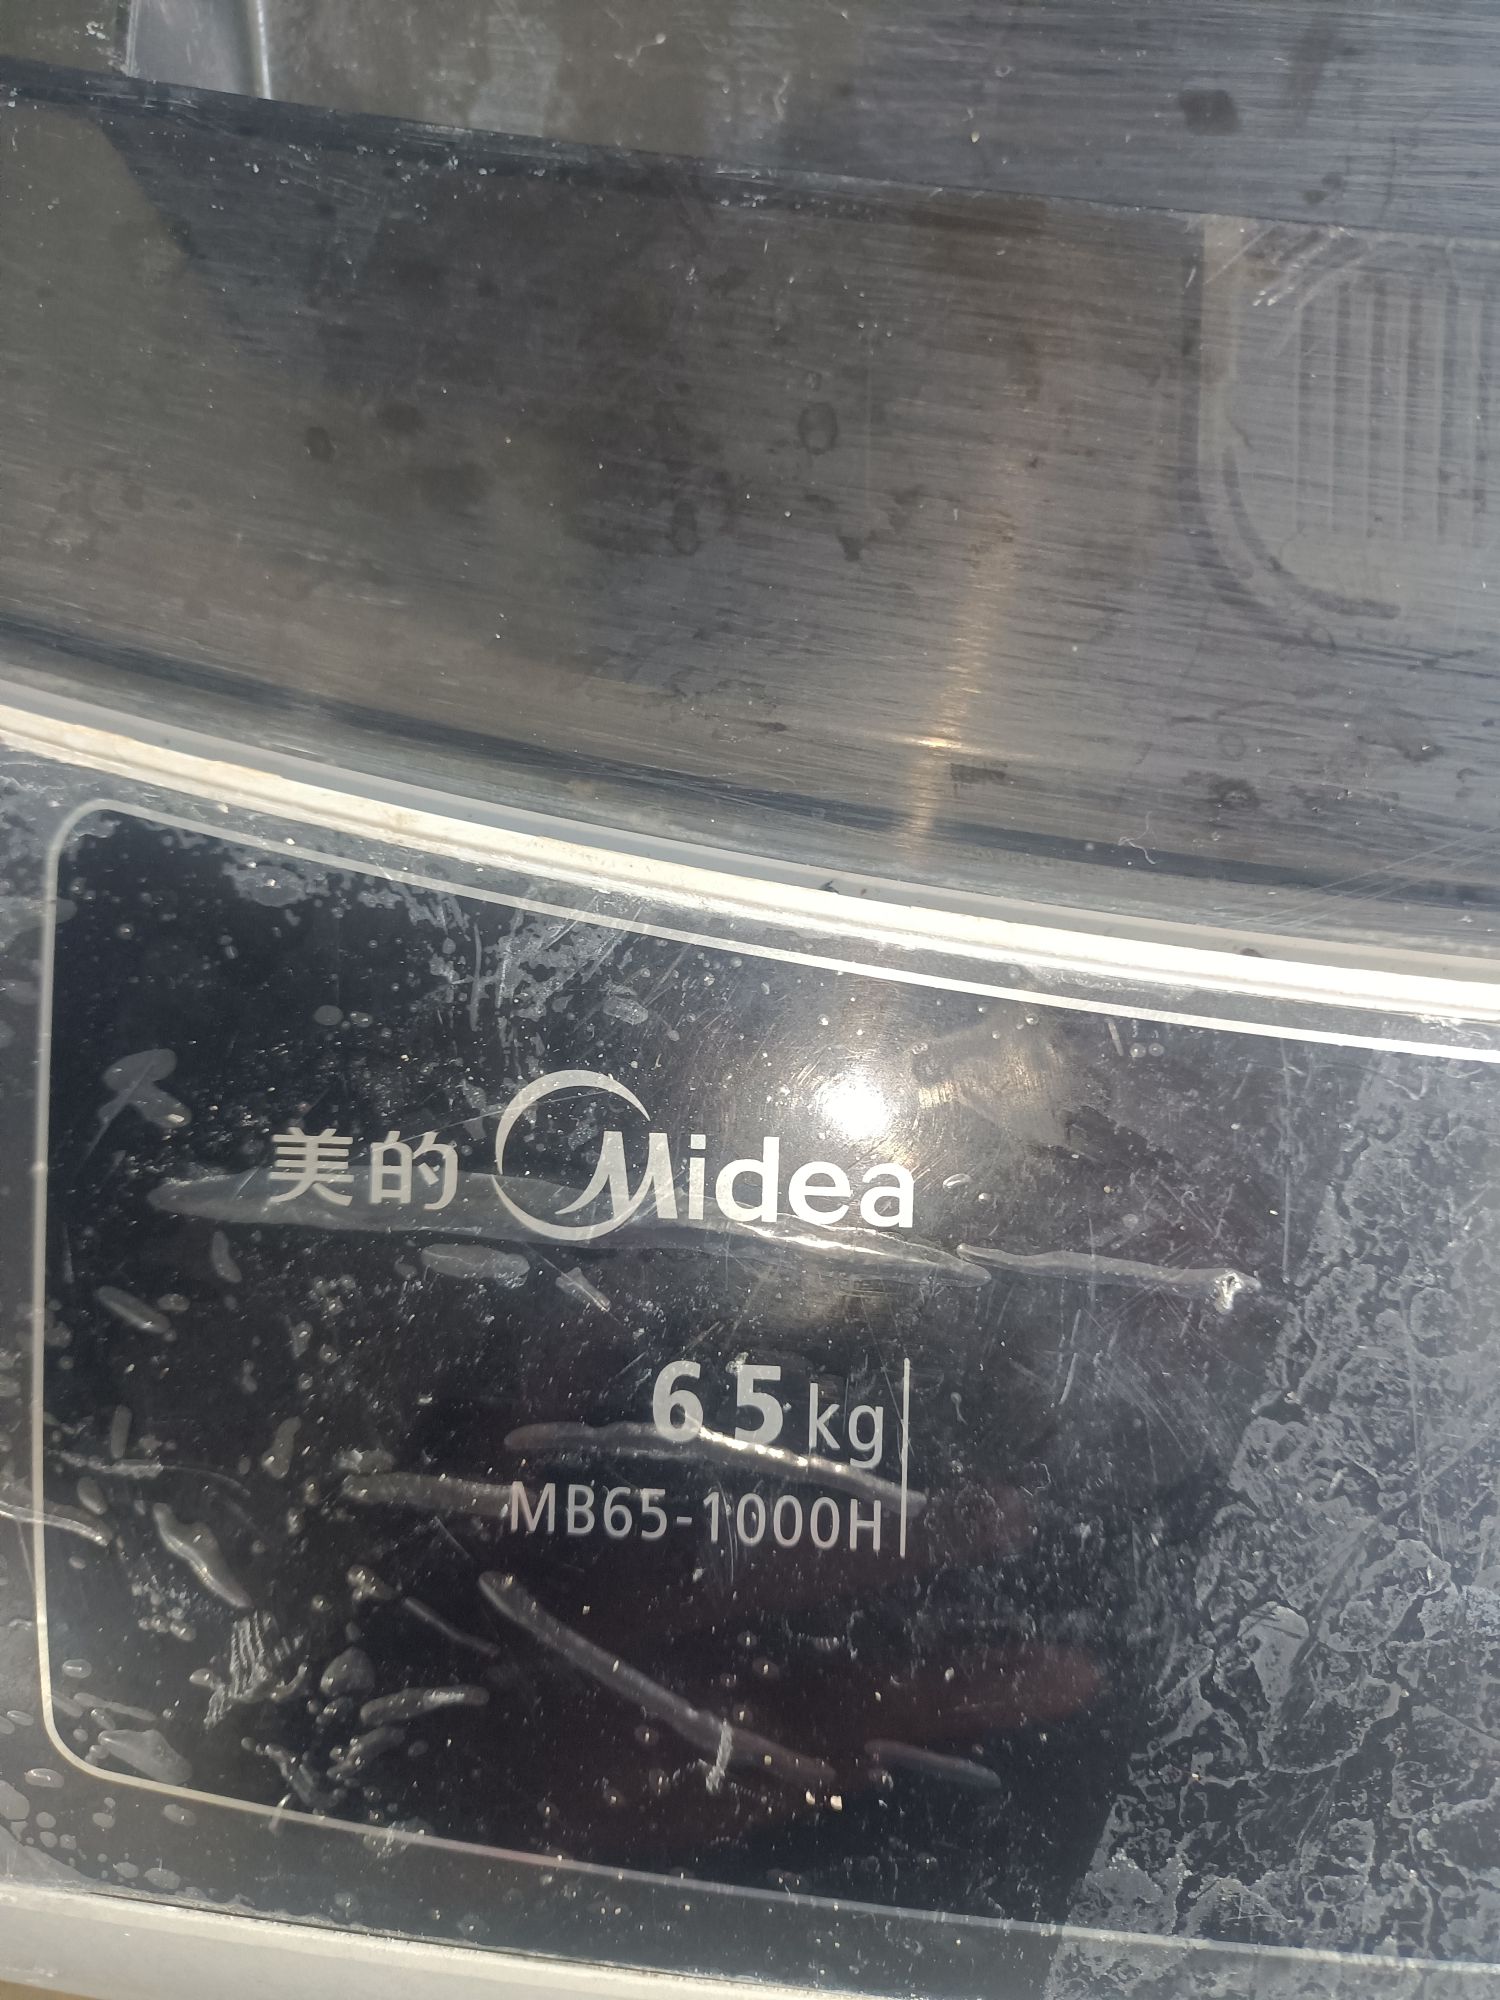 美的 Midea
6.5kg
MB65-1000H